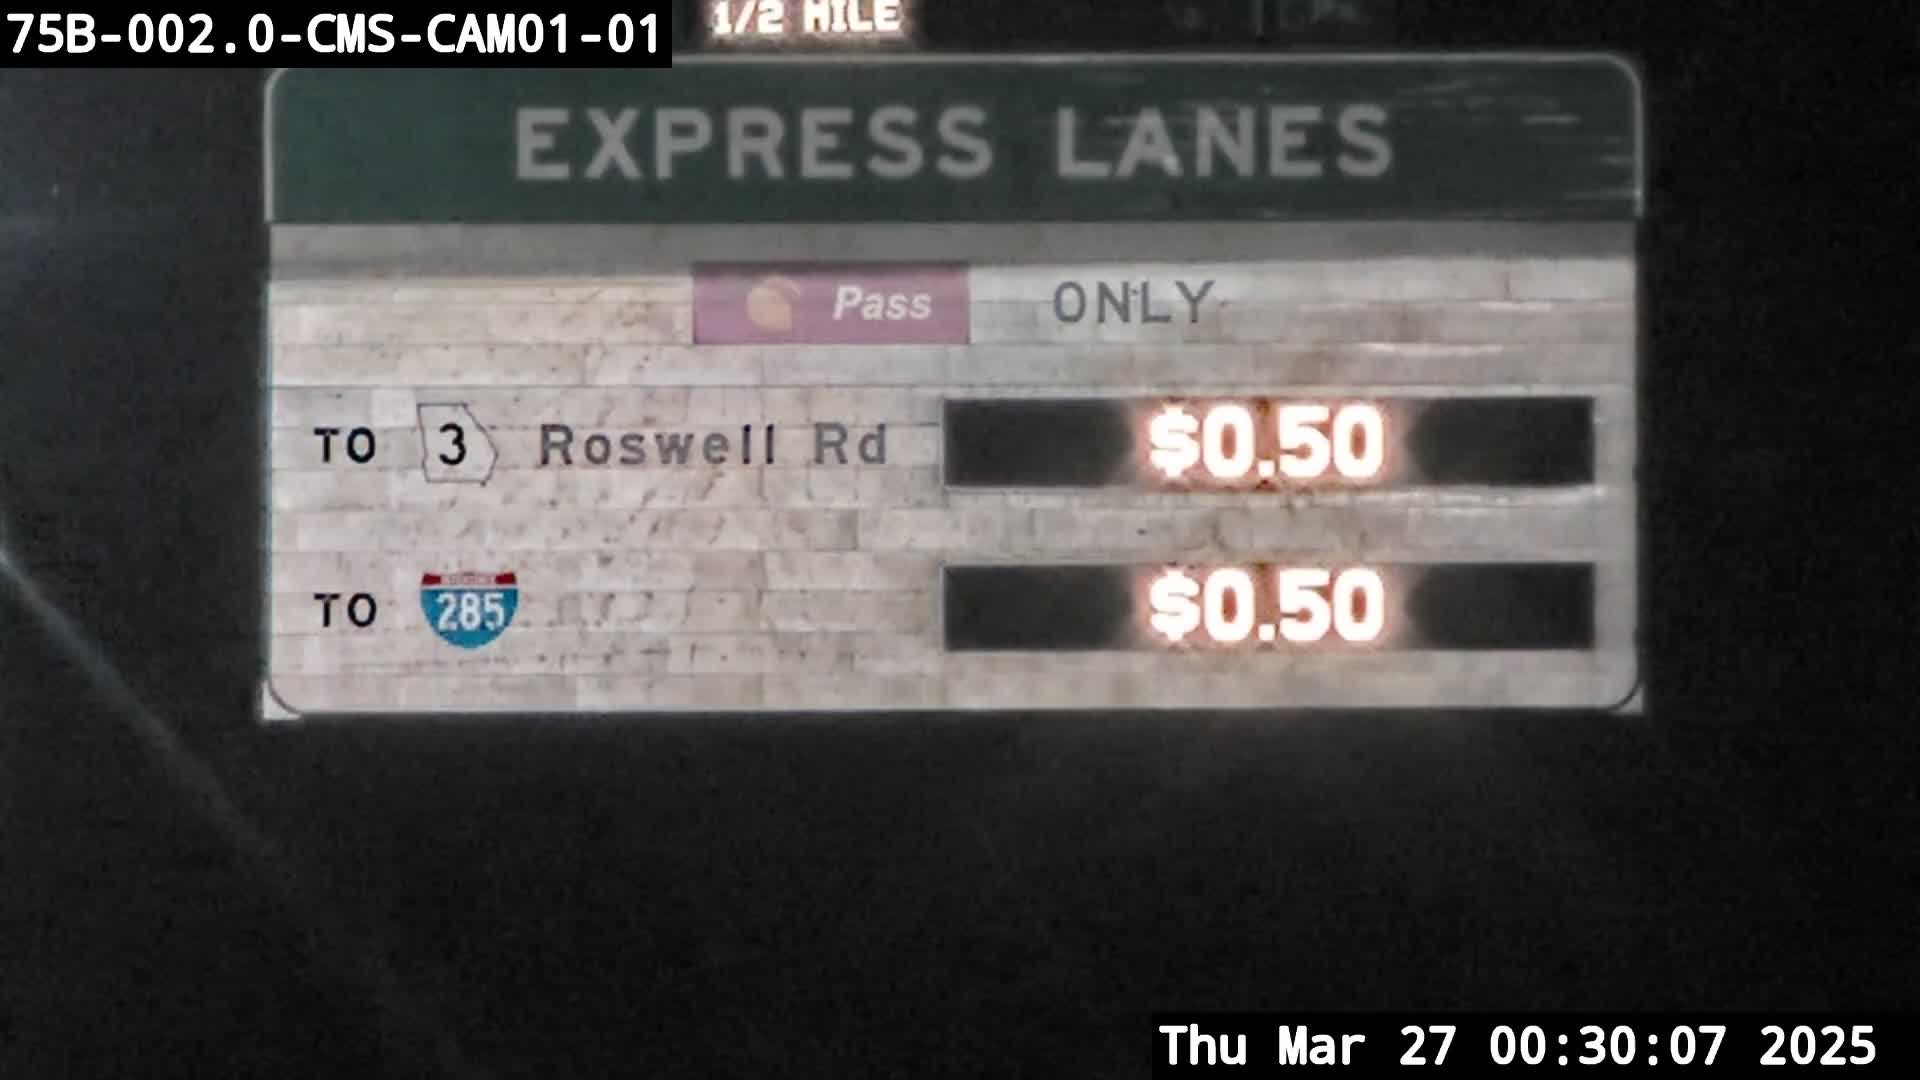 75B-002.0-CMS-CAM01-01
1/2 MILE
EXPRESS LANES
Pass ONLY
TO 3 Roswell Rd $0.50
TO 285 $0.50
Thu Mar 27 00:30:07 2025